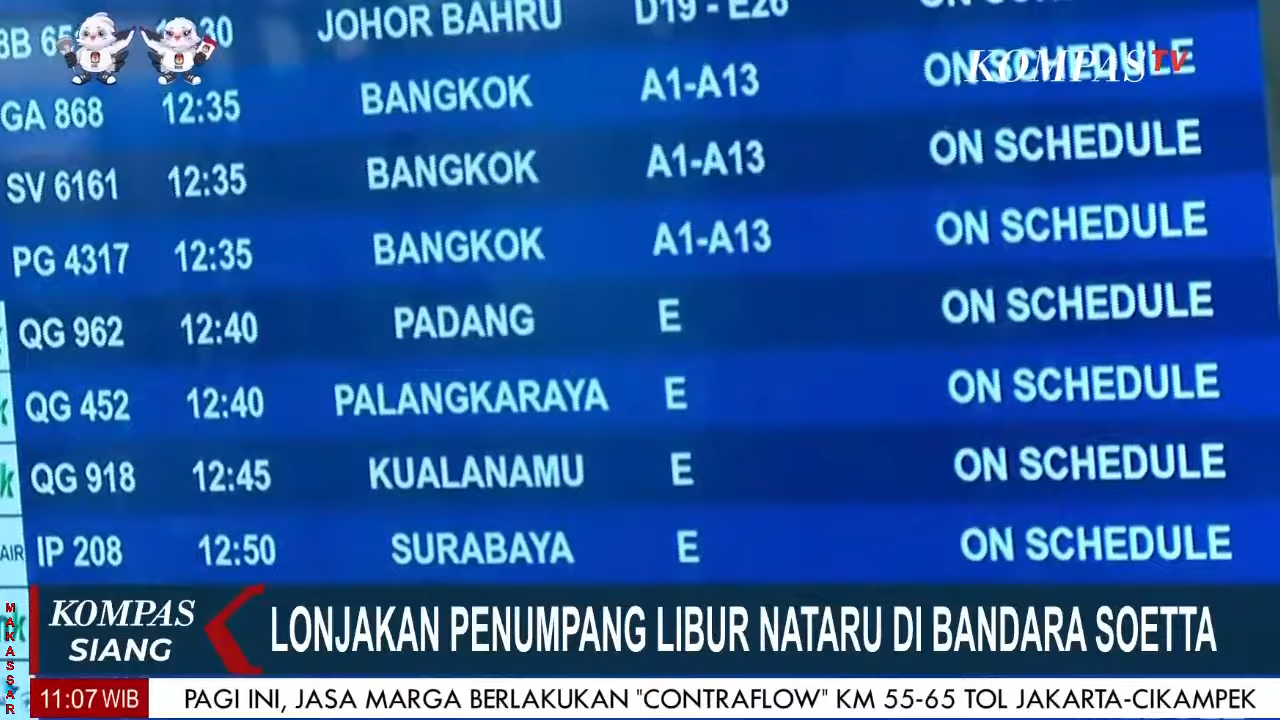 JOHOR BAHRU D19 - E26
KOMPAS TV
GA 868 12:35 BANGKOK A1-A13 ON SCHEDULE
SV 6161 12:35 BANGKOK A1-A13 ON SCHEDULE
PG 4317 12:35 BANGKOK A1-A13 ON SCHEDULE
QG 962 12:40 PADANG E ON SCHEDULE
QG 452 12:40 PALANGKARAYA E ON SCHEDULE
QG 918 12:45 KUALANAMU E ON SCHEDULE
AIR IP 208 12:50 SURABAYA E ON SCHEDULE
KOMPAS SIANG
LONJAKAN PENUMPANG LIBUR NATARU DI BANDARA SOETTA
MAKASSAR
11:07 WIB PAGI INI, JASA MARGA BERLAKUKAN "CONTRAFLOW" KM 55-65 TOL JAKARTA-CIKAMPEK